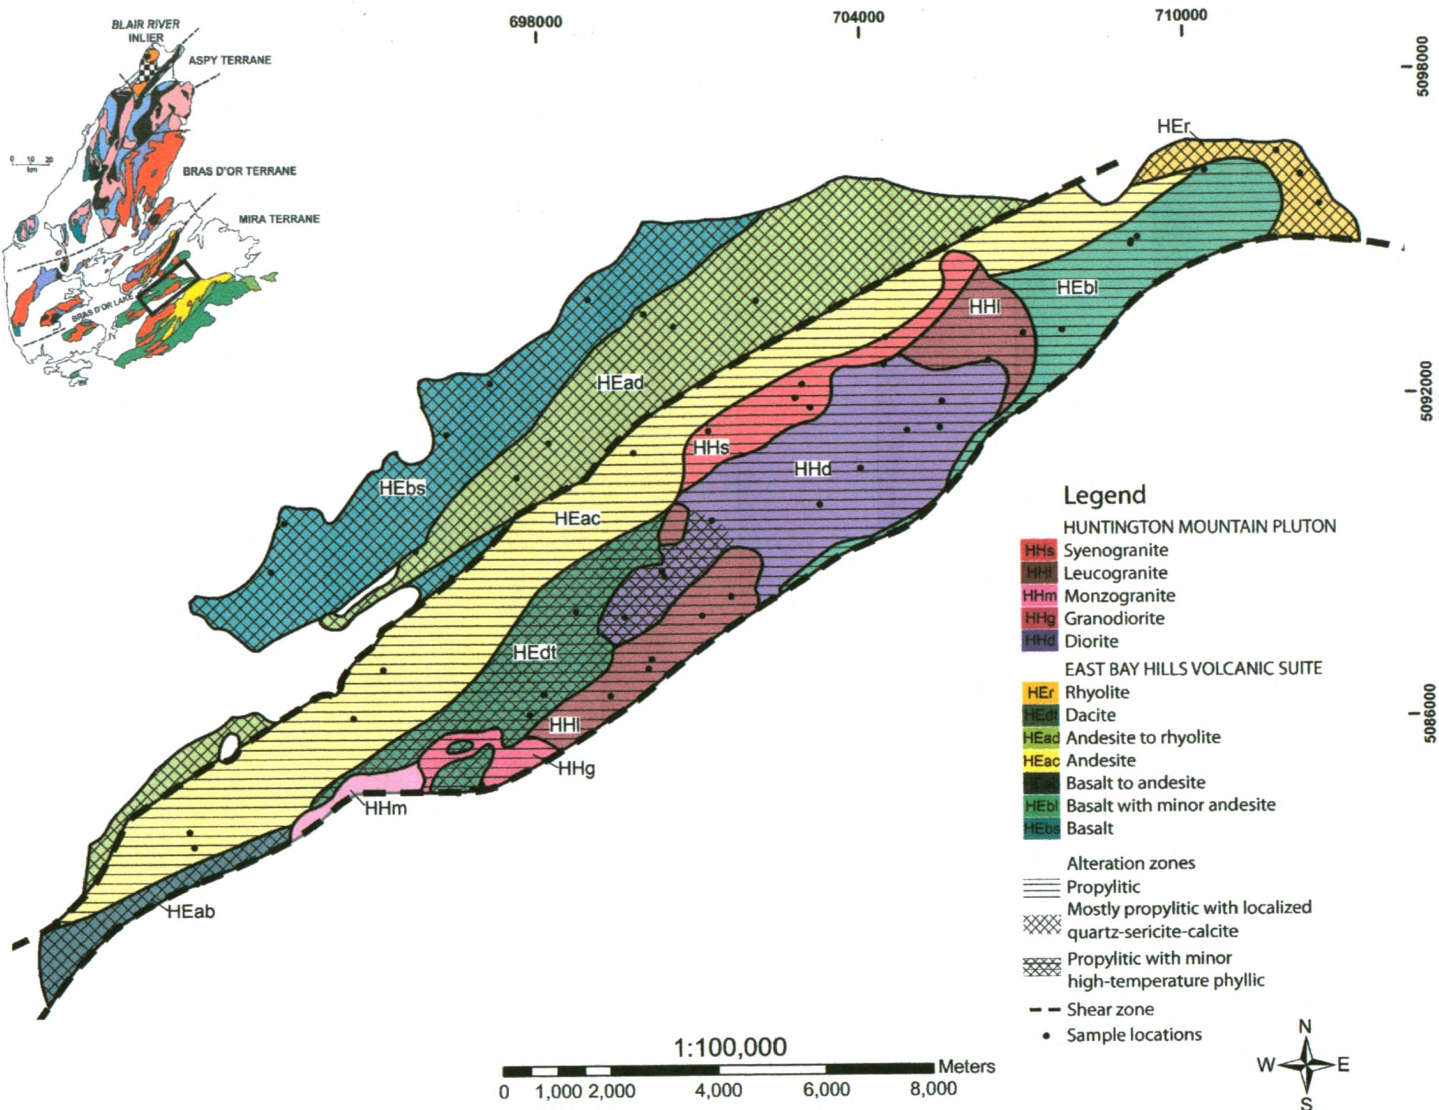 698000
704000
710000
5098000
5092000
5086000
BLAIR RIVER
INLIER
ASPY TERRANE
BRAS D'OR TERRANE
MIRA TERRANE
BRAS D'OR LAKE
0 10 20
km
HEr
HEbl
HHl
HEad
HHs
HHd
HEbs
HEac
HEdt
HHl
HHg
HHm
HEab
Legend
HUNTINGTON MOUNTAIN PLUTON
HHs Syenogranite
HHl Leucogranite
HHm Monzogranite
HHg Granodiorite
HHd Diorite
EAST BAY HILLS VOLCANIC SUITE
HEr Rhyolite
HEdt Dacite
HEad Andesite to rhyolite
HEac Andesite
Basalt to andesite
HEbl Basalt with minor andesite
HEbs Basalt
Alteration zones
Propylitic
Mostly propylitic with localized
quartz-sericite-calcite
Propylitic with minor
high-temperature phyllic
Shear zone
Sample locations
1:100,000
Meters
0 1,000 2,000 4,000 6,000 8,000
N
W E
S